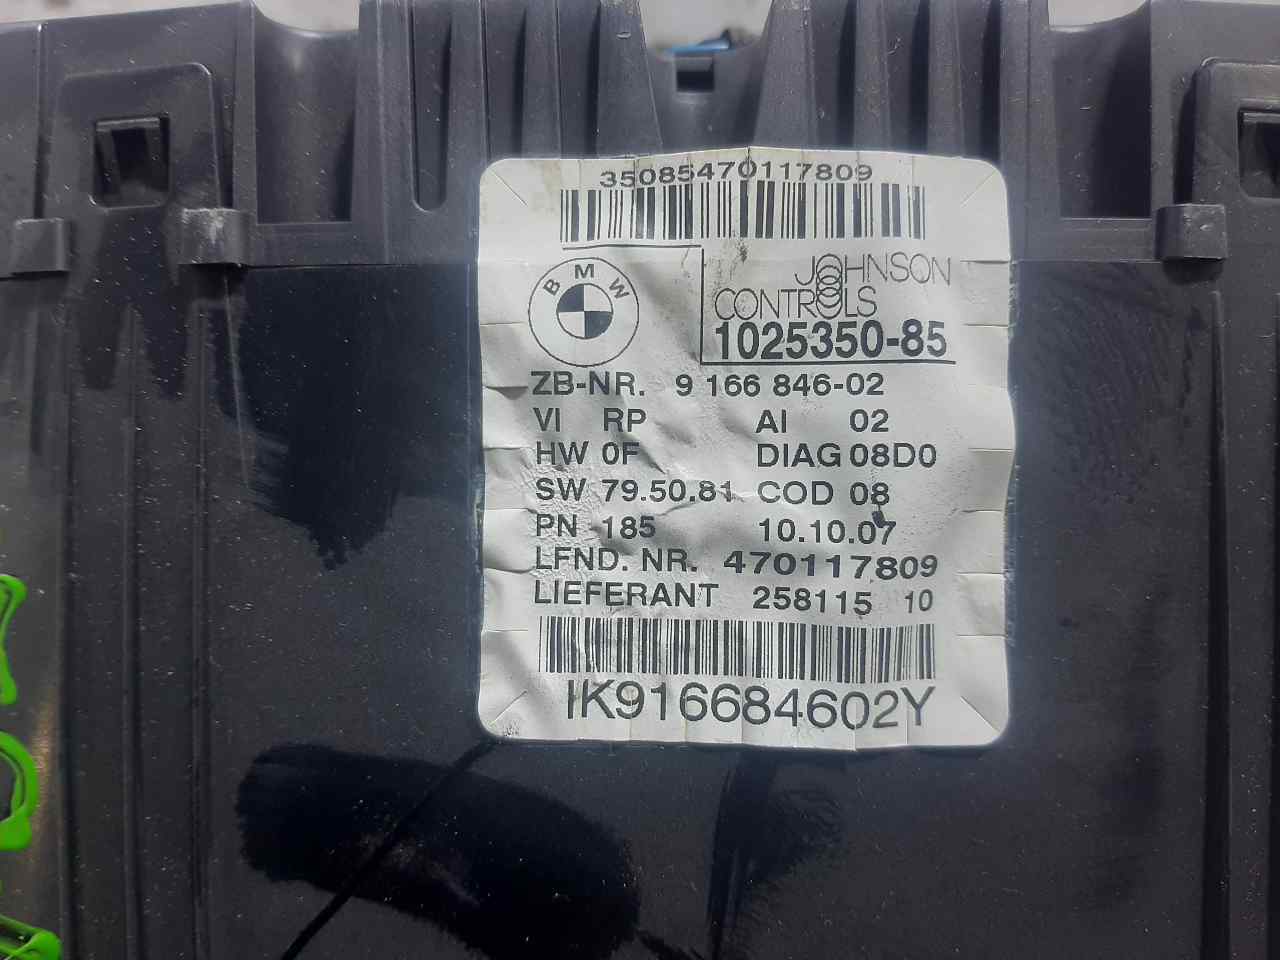 35085470117809
BMW
JOHNSON
CONTROLS
1025350-85
ZB-NR. 9 166 846-02
VI RP AI 02
HW 0F DIAG 08D0
SW 79.50.81 COD 08
PN 185 10.10.07
LFND. NR. 470117809
LIEFERANT 258115 10
IK916684602Y